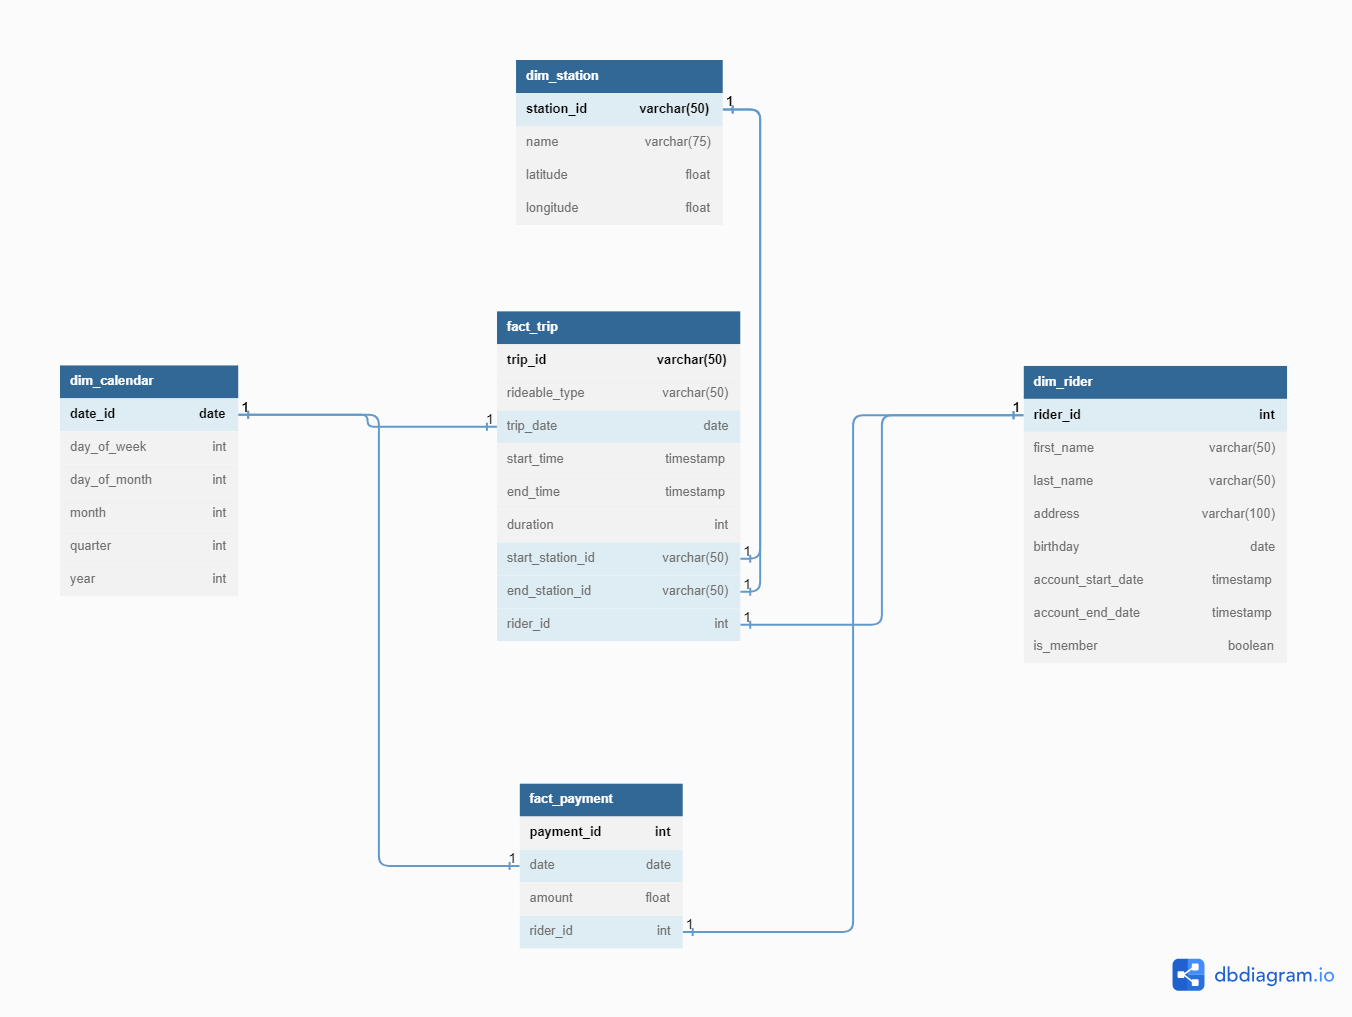 dim_station
station_id varchar(50) 1
name varchar(75)
latitude float
longitude float
fact_trip
trip_id varchar(50)
rideable_type varchar(50)
1 trip_date date
start_time timestamp
end_time timestamp
duration int
start_station_id varchar(50) 1
end_station_id varchar(50) 1
rider_id int 1
dim_calendar
date_id date 1
day_of_week int
day_of_month int
month int
quarter int
year int
dim_rider
1 rider_id int
first_name varchar(50)
last_name varchar(50)
address varchar(100)
birthday date
account_start_date timestamp
account_end_date timestamp
is_member boolean
fact_payment
payment_id int
1 date date
amount float
rider_id int 1
dbdiagram.io